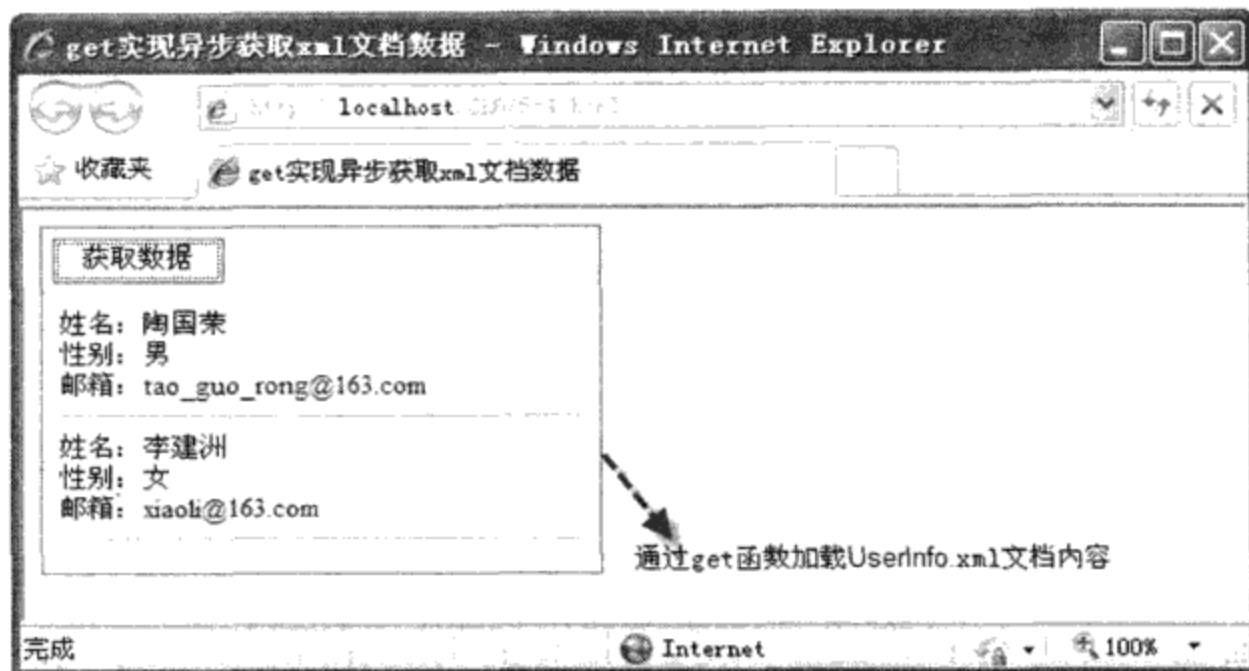 get实现异步获取xml文档数据 - Windows Internet Explorer
localhost
收藏夹
get实现异步获取xml文档数据
获取数据
姓名：陶国荣
性别：男
邮箱：tao_guo_rong@163.com
姓名：李建洲
性别：女
邮箱：xiaoli@163.com
通过get函数加载UserInfo.xml文档内容
完成
Internet
100%